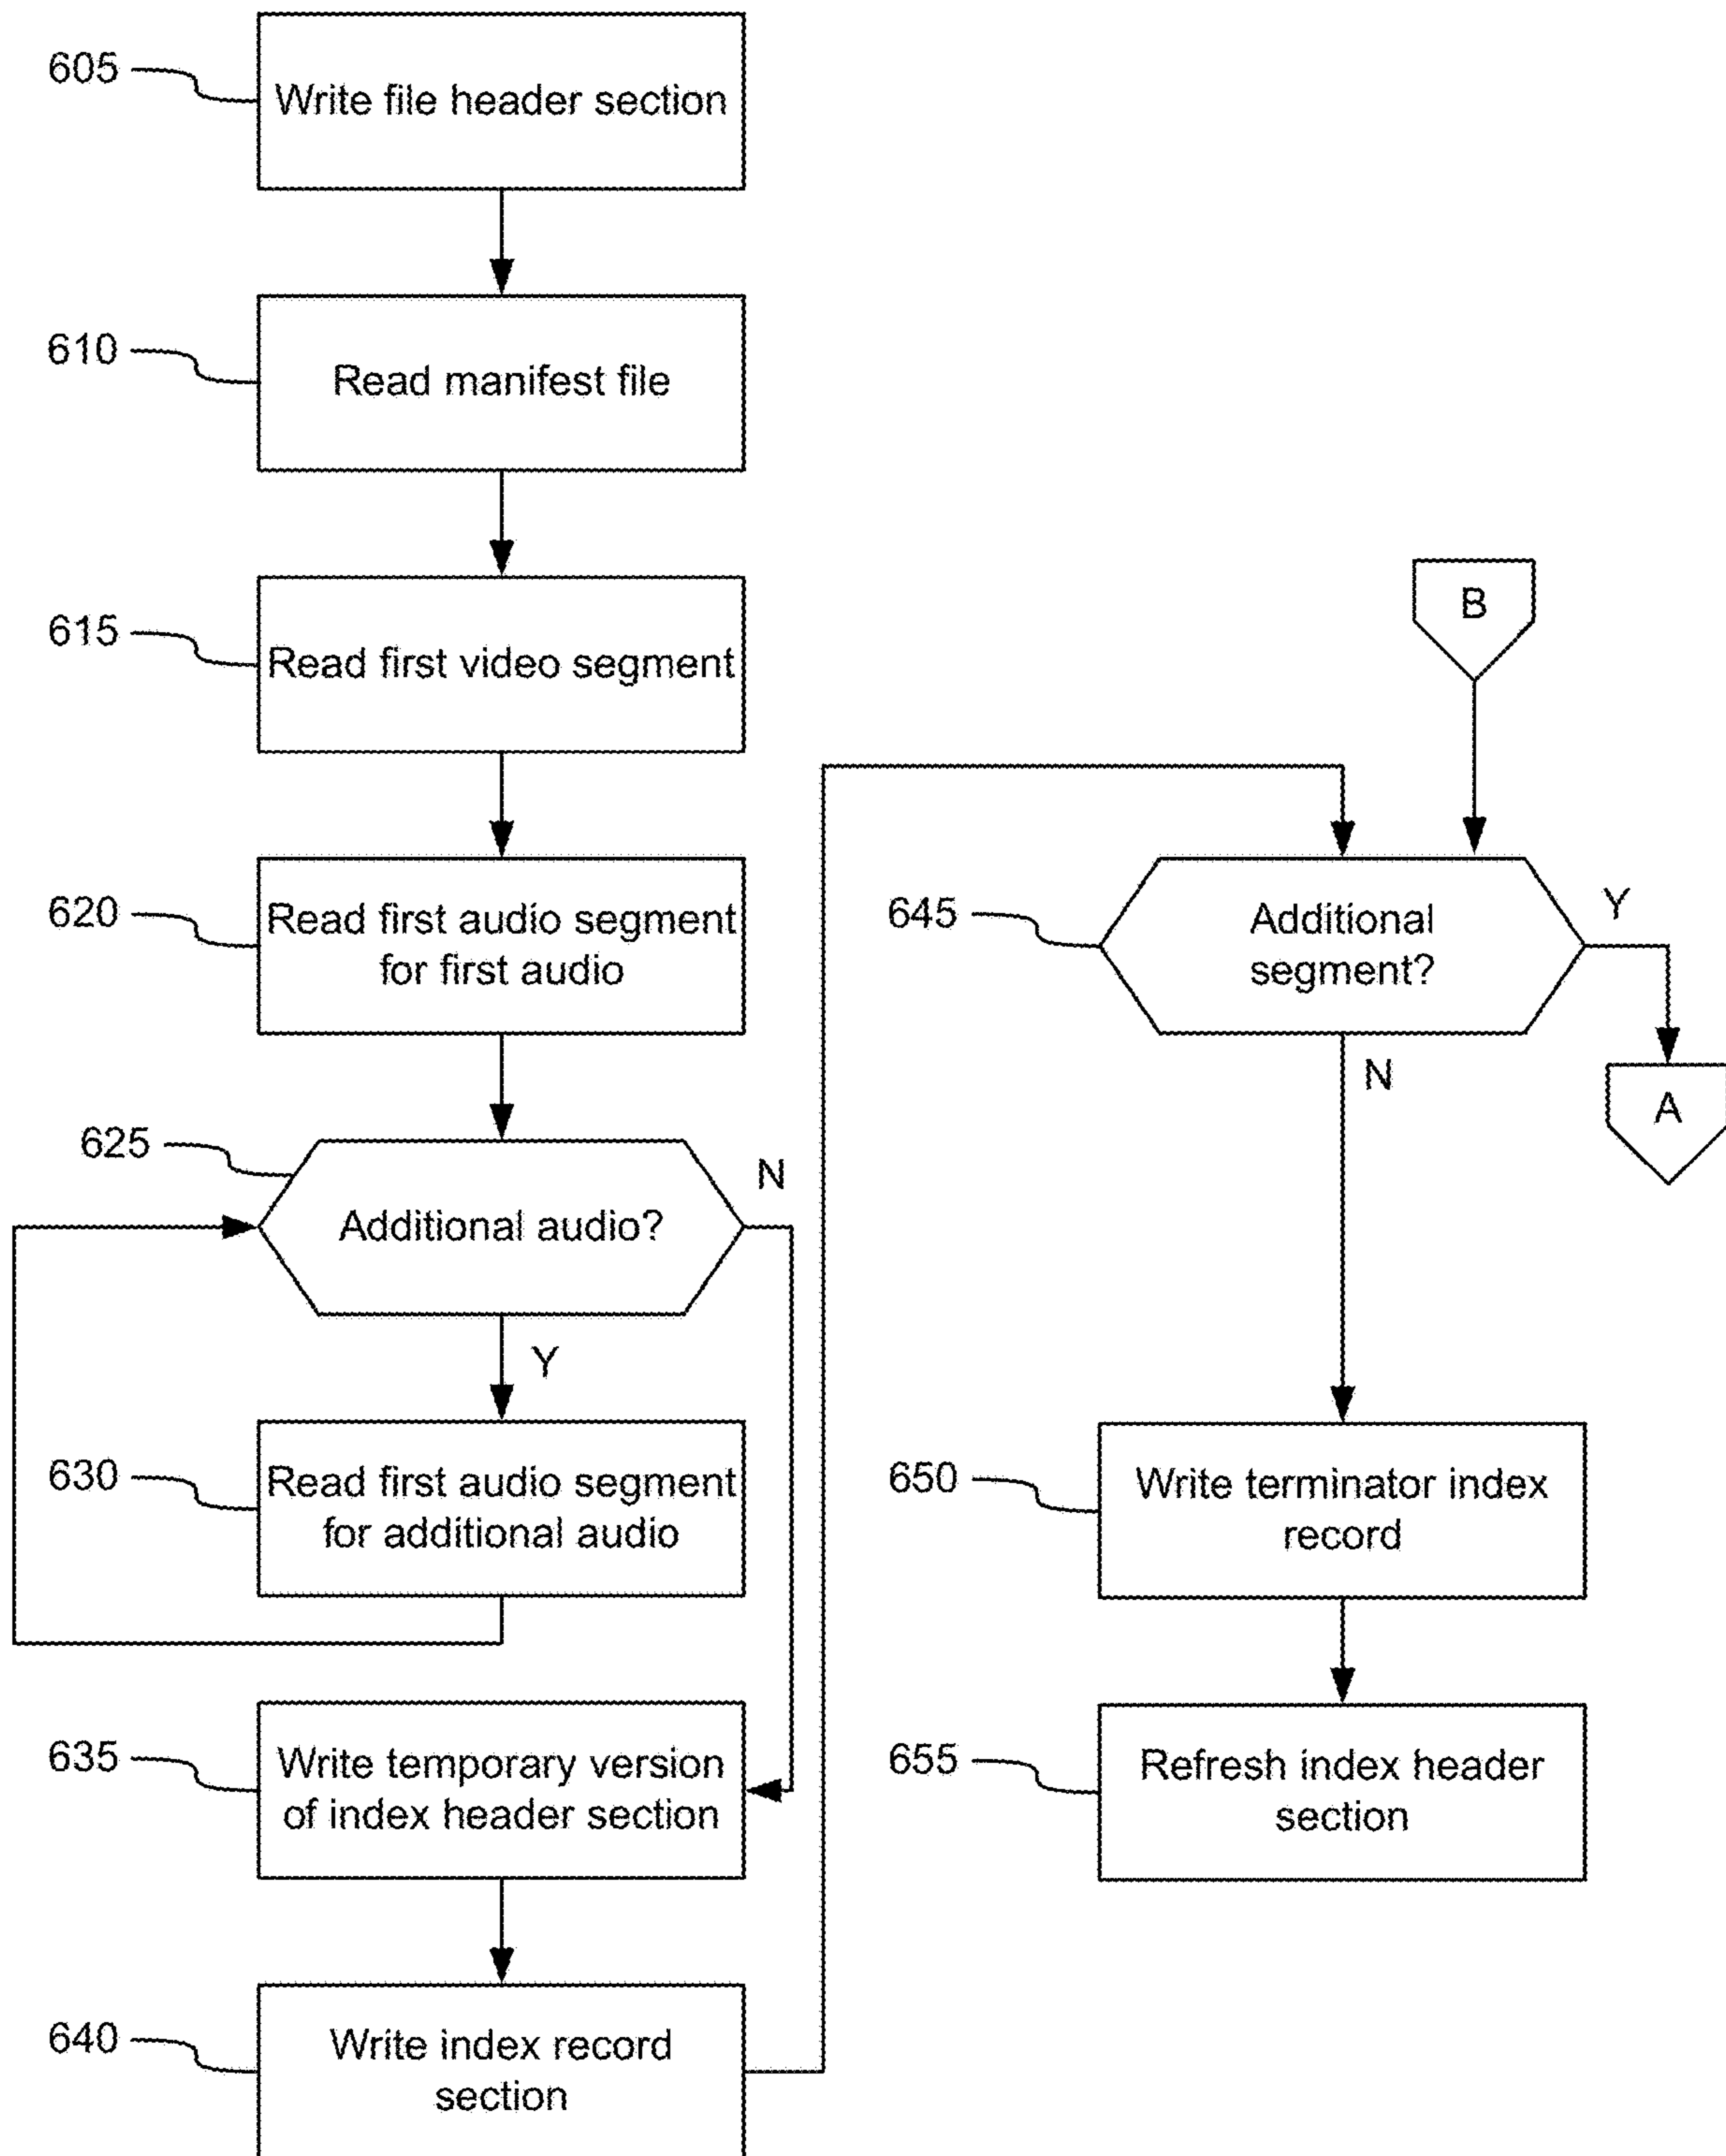 605
Write file header section
610
Read manifest file
615
Read first video segment
620
Read first audio segment
for first audio
625
Additional audio?
N
Y
630
Read first audio segment
for additional audio
635
Write temporary version
of index header section
640
Write index record
section
B
645
Additional
segment?
Y
A
N
650
Write terminator index
record
655
Refresh index header
section